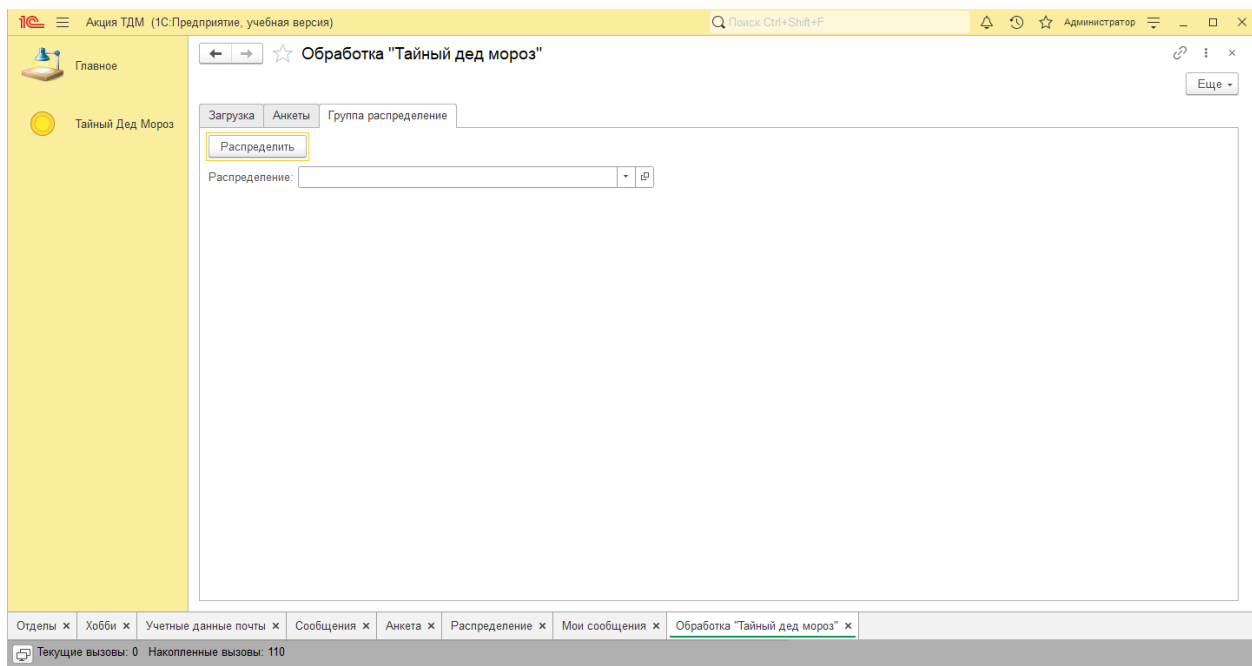 1С Акция ТДМ (1С:Предприятие, учебная версия) Поиск Ctrl+Shift+F Администратор
Главное
Тайный Дед Мороз
Обработка "Тайный дед мороз"
Еще
Загрузка Анкеты Группа распределение
Распределить
Распределение:
Отделы Хобби Учетные данные почты Сообщения Анкета Распределение Мои сообщения Обработка "Тайный дед мороз"
Текущие вызовы: 0 Накопленные вызовы: 110